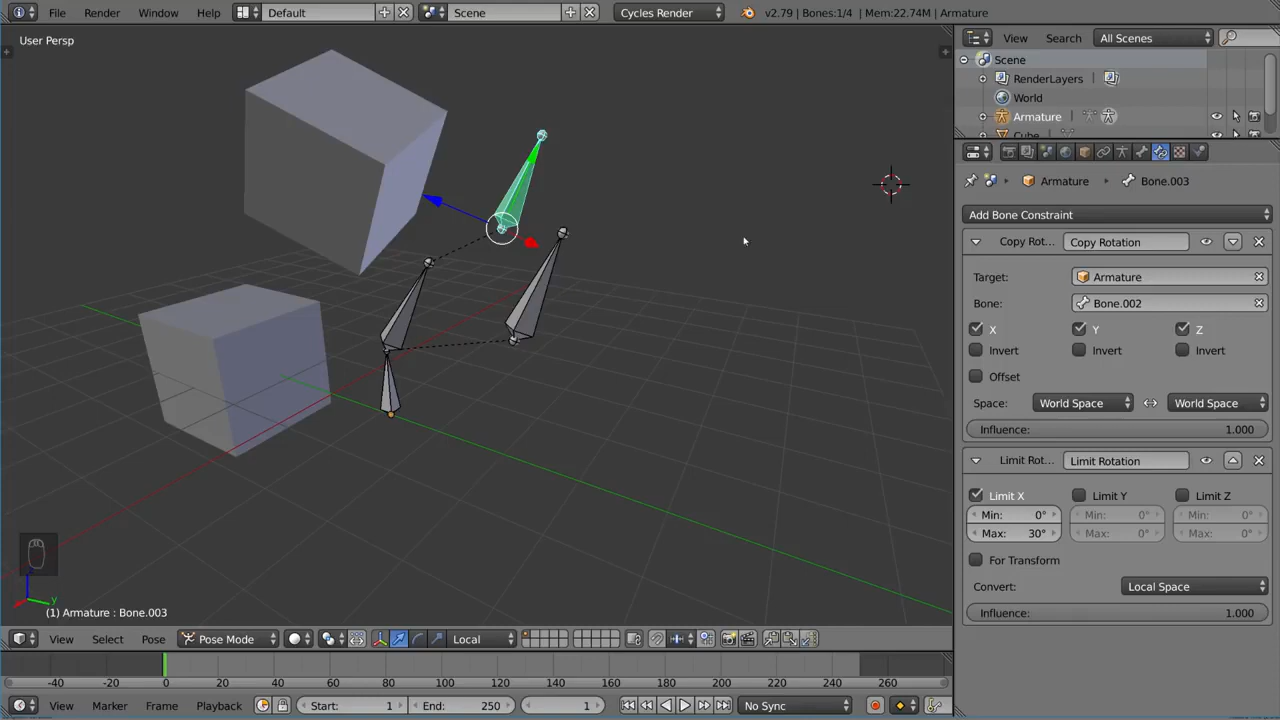 File Render Window Help Default Scene Cycles Render v2.79 | Bones:1/4 | Mem:22.74M | Armature
User Persp
View Search All Scenes
Scene
RenderLayers
World
Armature
Cube
Armature Bone.003
Add Bone Constraint
Copy Rot... Copy Rotation
Target: Armature
Bone: Bone.002
X Y Z
Invert Invert Invert
Offset
Space: World Space World Space
Influence: 1.000
Limit Rot... Limit Rotation
Limit X Limit Y Limit Z
Min: 0° Min: 0° Min: 0°
Max: 30° Max: 0° Max: 0°
For Transform
Convert: Local Space
Influence: 1.000
y
(1) Armature : Bone.003
View Select Pose Pose Mode Local
-40 -20 0 20 40 60 80 100 120 140 160 180 200 220 240 260
View Marker Frame Playback Start: 1 End: 250 1 No Sync